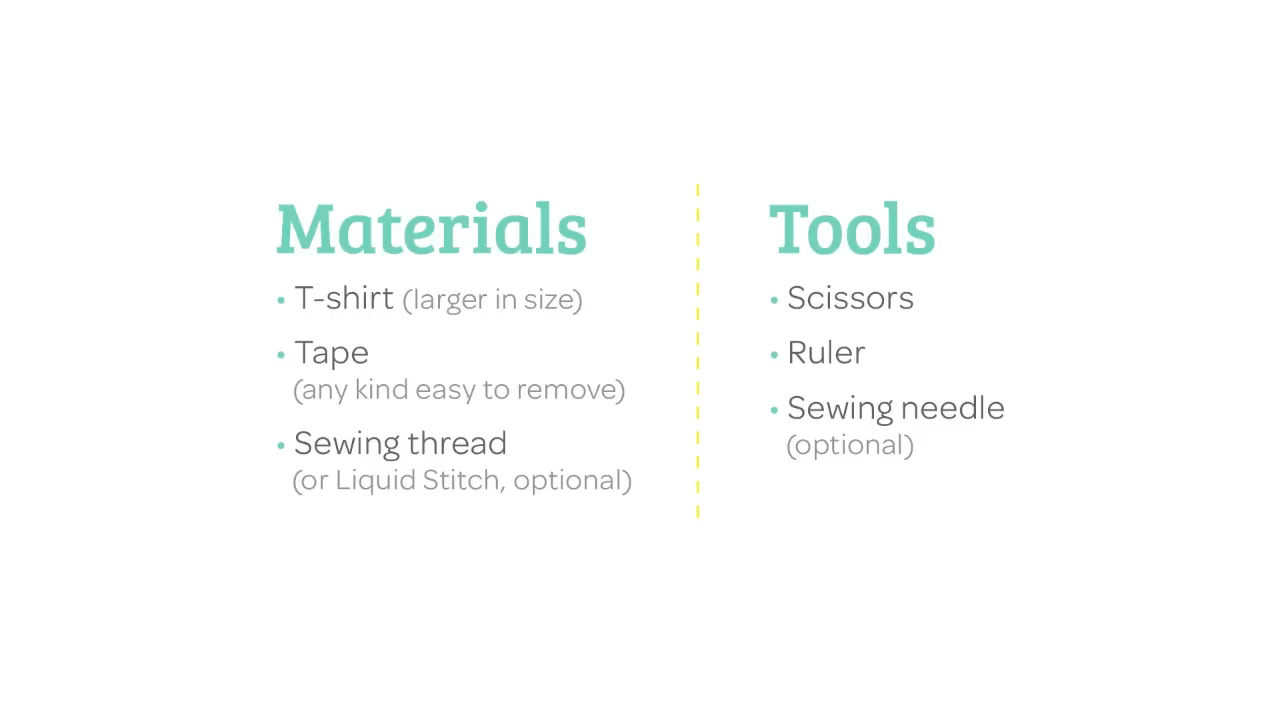 Materials
• T-shirt (larger in size)
• Tape
(any kind easy to remove)
• Sewing thread
(or Liquid Stitch, optional)
Tools
• Scissors
• Ruler
• Sewing needle
(optional)